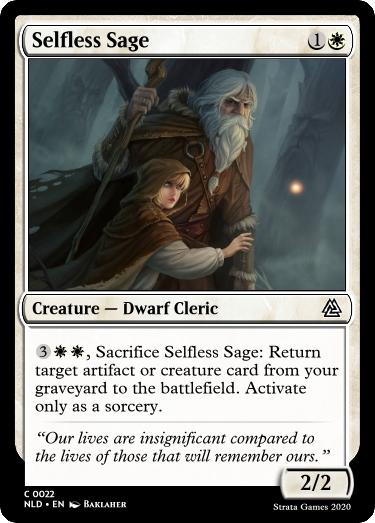 Selfless Sage 1
Creature — Dwarf Cleric
3, Sacrifice Selfless Sage: Return
target artifact or creature card from your
graveyard to the battlefield. Activate
only as a sorcery.
“Our lives are insignificant compared to
the lives of those that will remember ours.”
2/2
C 0022
NLD • EN Baklaher
Strata Games 2020